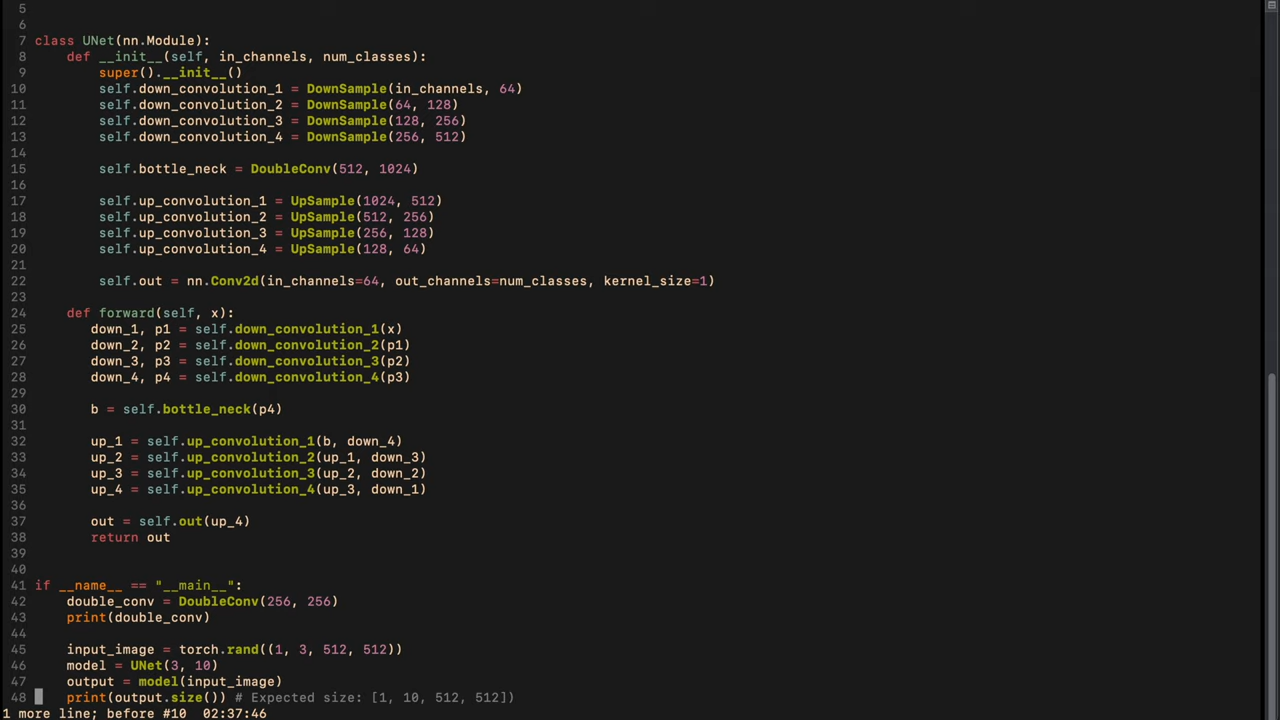 5
6
7 class UNet(nn.Module):
8     def __init__(self, in_channels, num_classes):
9         super().__init__()
10         self.down_convolution_1 = DownSample(in_channels, 64)
11         self.down_convolution_2 = DownSample(64, 128)
12         self.down_convolution_3 = DownSample(128, 256)
13         self.down_convolution_4 = DownSample(256, 512)
14
15         self.bottle_neck = DoubleConv(512, 1024)
16
17         self.up_convolution_1 = UpSample(1024, 512)
18         self.up_convolution_2 = UpSample(512, 256)
19         self.up_convolution_3 = UpSample(256, 128)
20         self.up_convolution_4 = UpSample(128, 64)
21
22         self.out = nn.Conv2d(in_channels=64, out_channels=num_classes, kernel_size=1)
23
24     def forward(self, x):
25        down_1, p1 = self.down_convolution_1(x)
26        down_2, p2 = self.down_convolution_2(p1)
27        down_3, p3 = self.down_convolution_3(p2)
28        down_4, p4 = self.down_convolution_4(p3)
29
30        b = self.bottle_neck(p4)
31
32        up_1 = self.up_convolution_1(b, down_4)
33        up_2 = self.up_convolution_2(up_1, down_3)
34        up_3 = self.up_convolution_3(up_2, down_2)
35        up_4 = self.up_convolution_4(up_3, down_1)
36
37        out = self.out(up_4)
38        return out
39
40
41 if __name__ == "__main__":
42     double_conv = DoubleConv(256, 256)
43     print(double_conv)
44
45     input_image = torch.rand((1, 3, 512, 512))
46     model = UNet(3, 10)
47     output = model(input_image)
48     print(output.size()) # Expected size: [1, 10, 512, 512])
1 more line; before #10  02:37:46